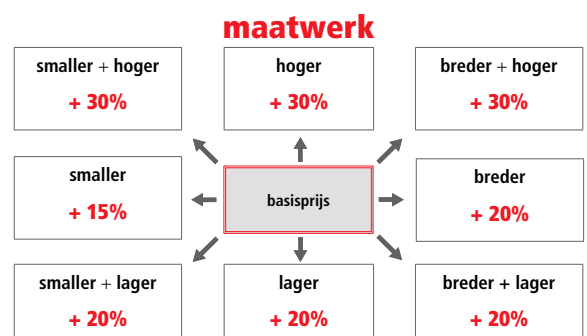 maatwerk
smaller + hoger
+ 30%
hoger
+ 30%
breder + hoger
+ 30%
smaller
+ 15%
basisprijs
breder
+ 20%
smaller + lager
+ 20%
lager
+ 20%
breder + lager
+ 20%